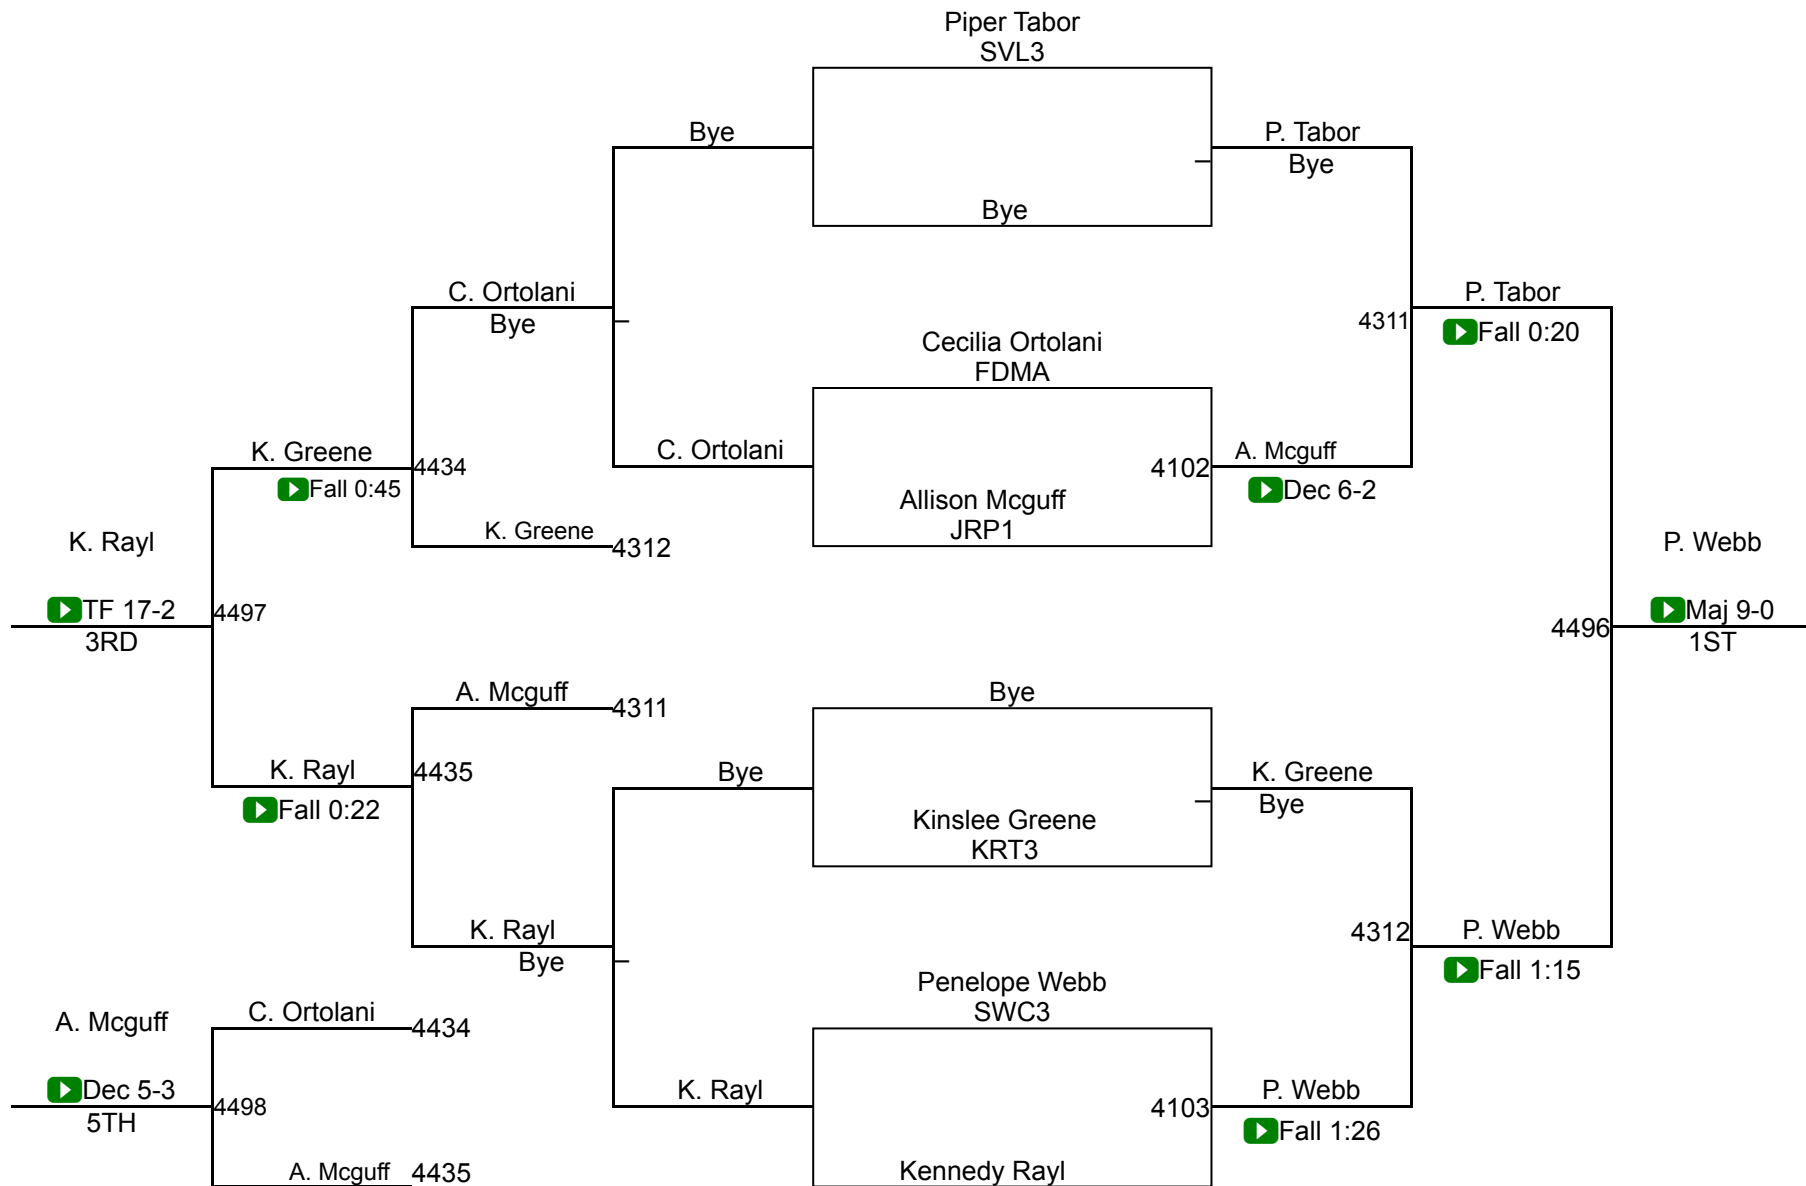 Piper Tabor
SVL3
Bye
P. Tabor
Bye
Bye
C. Ortolani
Bye
P. Tabor
4311
Fall 0:20
Cecilia Ortolani
FDMA
K. Greene
4434
C. Ortolani
4102
A. Mcguff
Fall 0:45
Dec 6-2
Allison Mcguff
JRP1
K. Greene
4312
K. Rayl
P. Webb
TF 17-2
4497
3RD
4496
Maj 9-0
1ST
A. Mcguff
4311
Bye
K. Rayl
4435
Bye
K. Greene
Fall 0:22
Bye
Kinslee Greene
KRT3
K. Rayl
Bye
4312
P. Webb
Fall 1:15
Penelope Webb
SWC3
A. Mcguff
C. Ortolani
4434
Dec 5-3
4498
5TH
K. Rayl
4103
P. Webb
Fall 1:26
A. Mcguff
4435
Kennedy Rayl